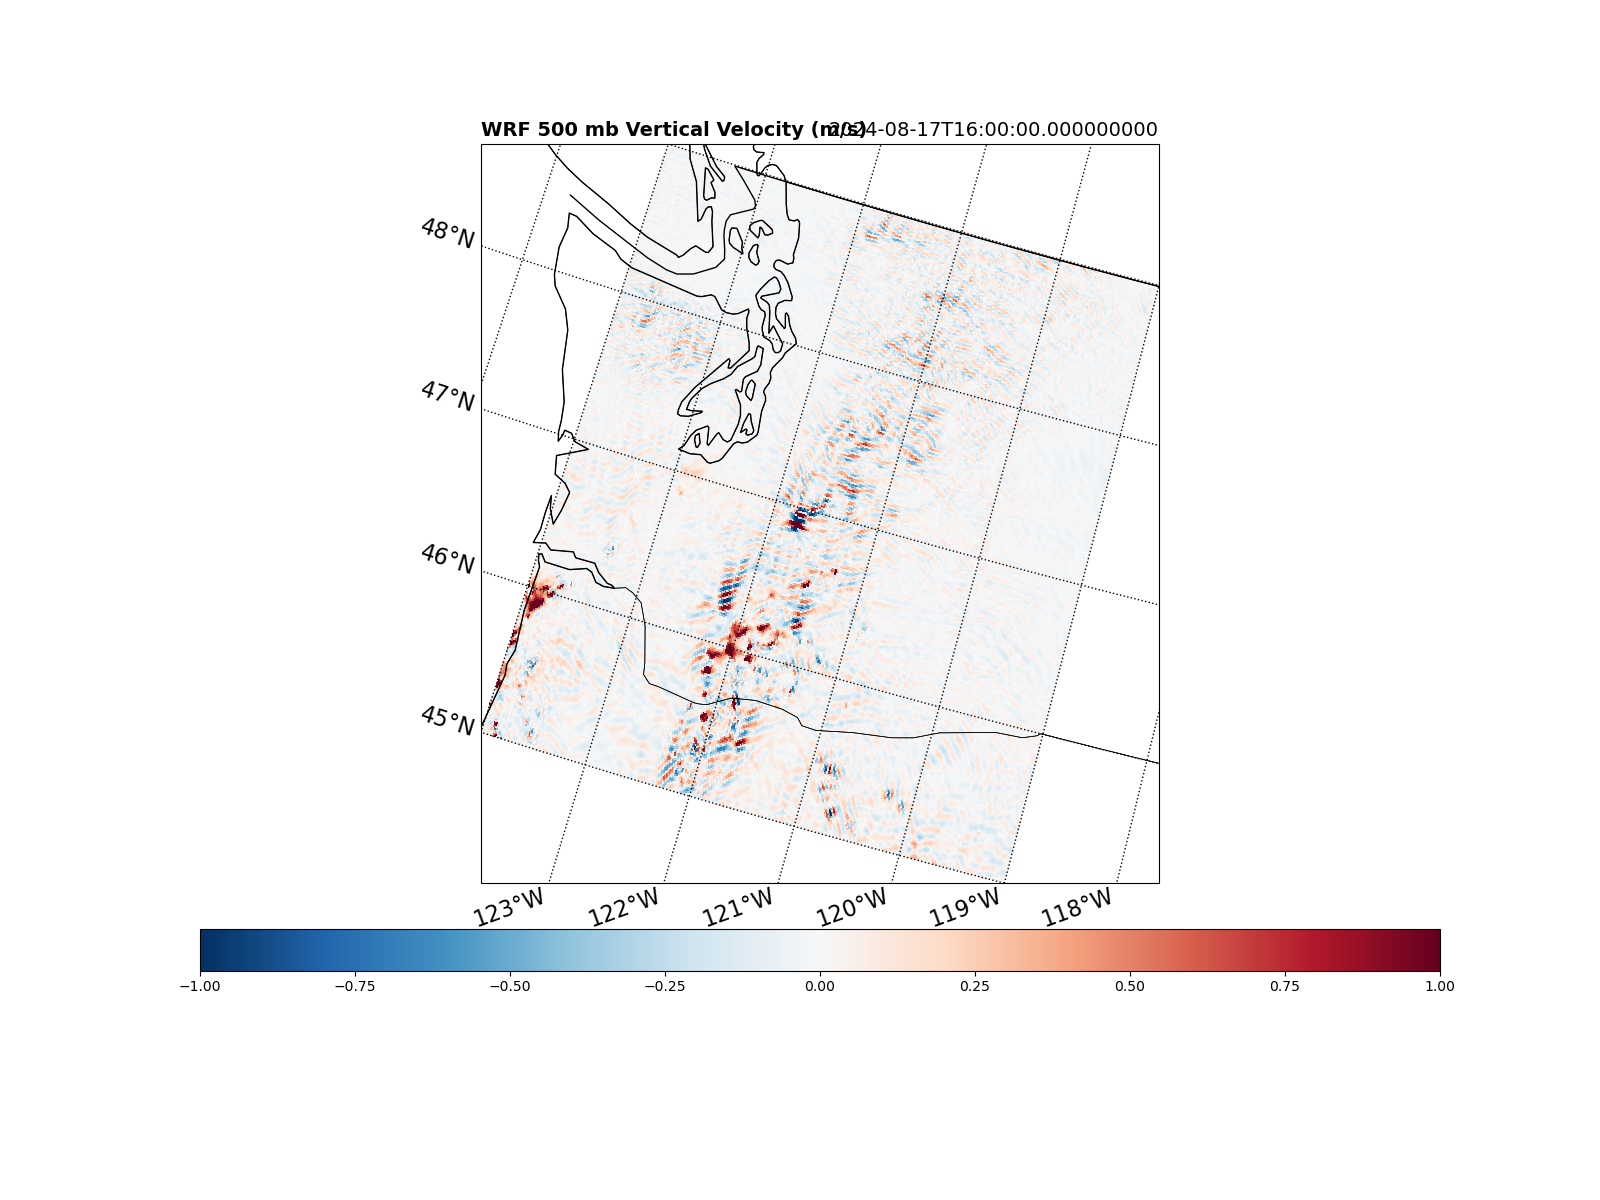 WRF 500 mb Vertical Velocity (m/s) 2024-08-17T16:00:00.000000000
48°N
47°N
46°N
45°N
123°W 122°W 121°W 120°W 119°W 118°W
−1.00 −0.75 −0.50 −0.25 0.00 0.25 0.50 0.75 1.00